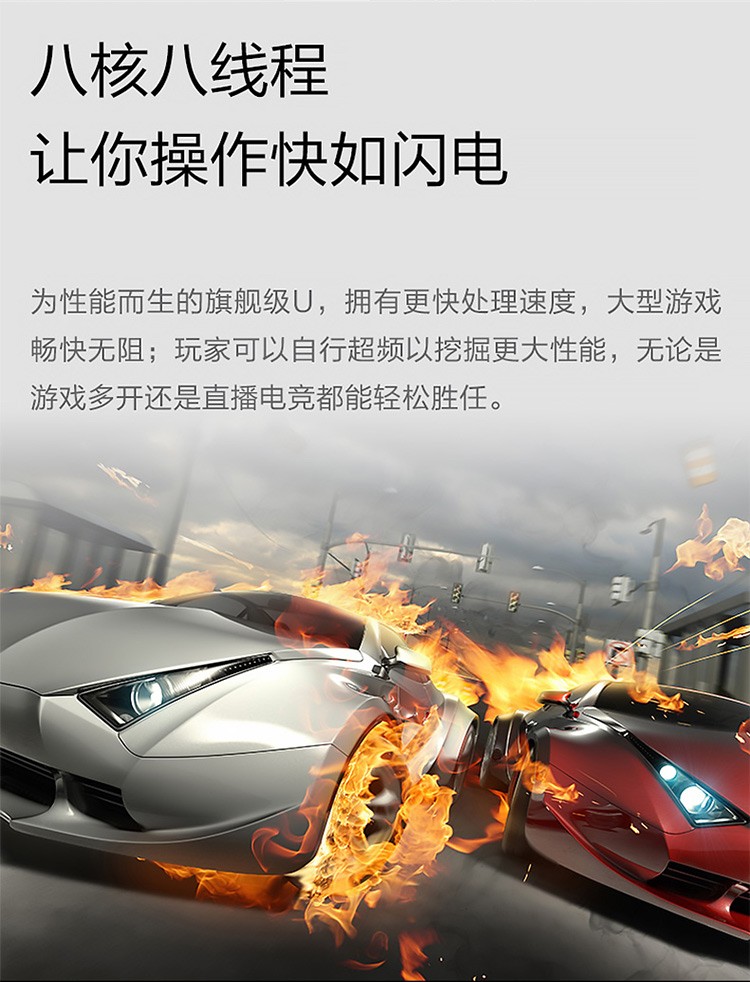 八核八线程
让你操作快如闪电
为性能而生的旗舰级U，拥有更快处理速度，大型游戏
畅快无阻；玩家可以自行超频以挖掘更大性能，无论是
游戏多开还是直播电竞都能轻松胜任。